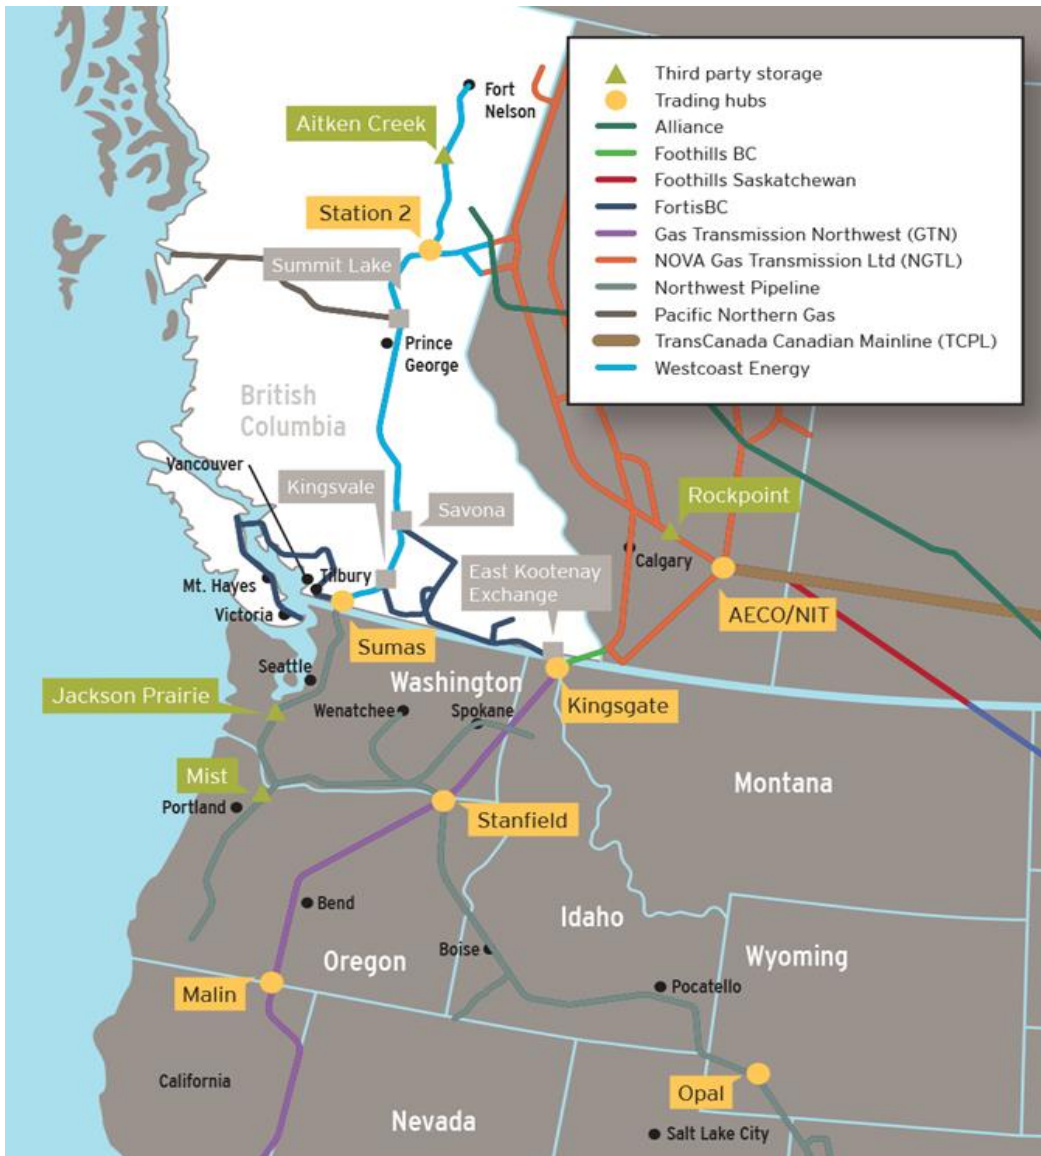 Third party storage
Trading hubs
Alliance
Foothills BC
Foothills Saskatchewan
FortisBC
Gas Transmission Northwest (GTN)
NOVA Gas Transmission Ltd (NGTL)
Northwest Pipeline
Pacific Northern Gas
TransCanada Canadian Mainline (TCPL)
Westcoast Energy
Fort
Nelson
Aitken Creek
Station 2
Summit Lake
Prince
George
British
Columbia
Vancouver
Kingsvale
Savona
Rockpoint
Calgary
Tilbury
Mt. Hayes
Victoria
East Kootenay
Exchange
AECO/NIT
Sumas
Seattle
Washington
Kingsgate
Jackson Prairie
Wenatchee
Spokane
Mist
Portland
Stanfield
Montana
Bend
Idaho
Boise
Oregon
Wyoming
Malin
Pocatello
California
Opal
Nevada
Salt Lake City